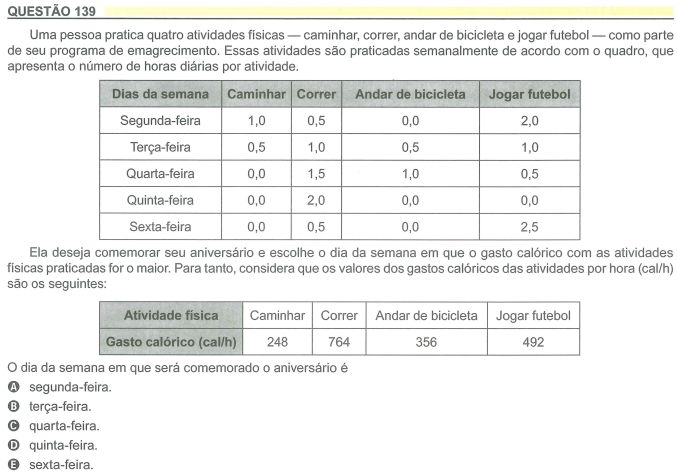 QUESTÃO 139
Uma pessoa pratica quatro atividades físicas — caminhar, correr, andar de bicicleta e jogar futebol — como parte
de seu programa de emagrecimento. Essas atividades são praticadas semanalmente de acordo com o quadro, que
apresenta o número de horas diárias por atividade.
Dias da semana Caminhar Correr Andar de bicicleta Jogar futebol
Segunda-feira 1,0 0,5 0,0 2,0
Terça-feira 0,5 1,0 0,5 1,0
Quarta-feira 0,0 1,5 1,0 0,5
Quinta-feira 0,0 2,0 0,0 0,0
Sexta-feira 0,0 0,5 0,0 2,5
Ela deseja comemorar seu aniversário e escolhe o dia da semana em que o gasto calórico com as atividades
físicas praticadas for o maior. Para tanto, considera que os valores dos gastos calóricos das atividades por hora (cal/h)
são os seguintes:
Atividade física Caminhar Correr Andar de bicicleta Jogar futebol
Gasto calórico (cal/h) 248 764 356 492
O dia da semana em que será comemorado o aniversário é
A segunda-feira.
B terça-feira.
C quarta-feira.
D quinta-feira.
E sexta-feira.